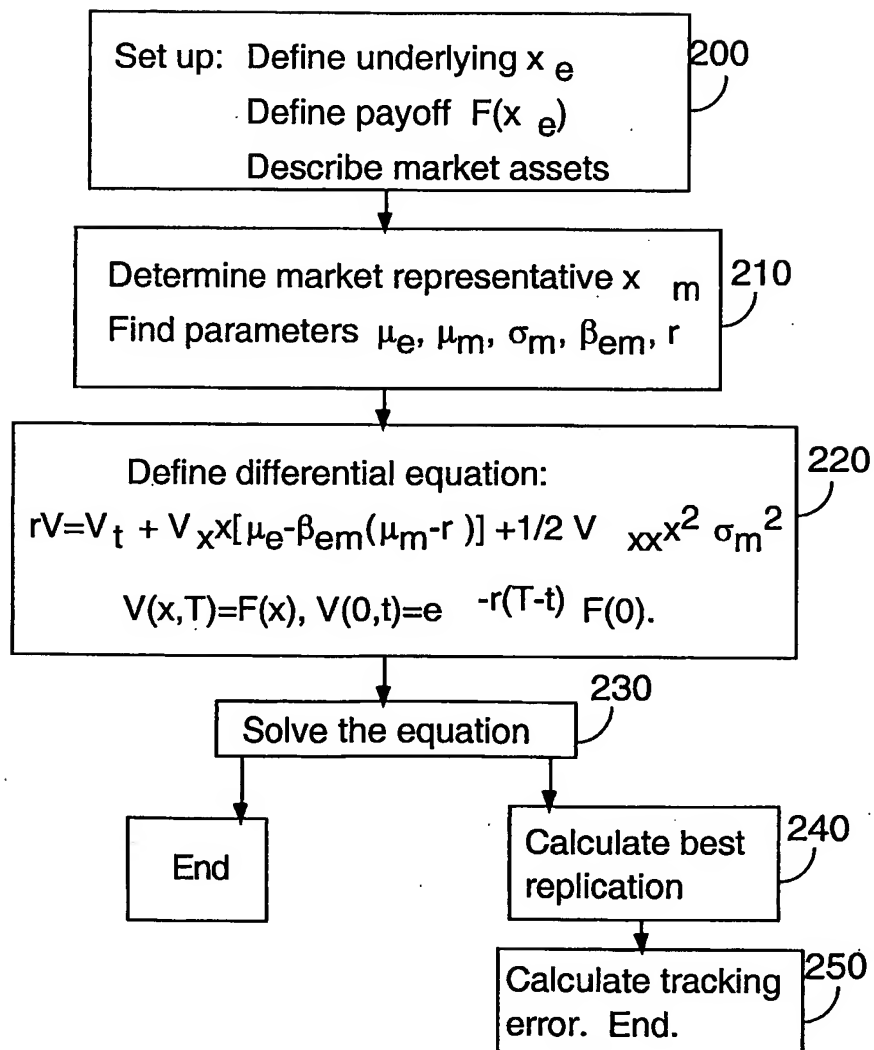 Set up: Define underlying x e
Define payoff F(x e)
Describe market assets
200
Determine market representative x m
Find parameters μe, μm, σm, βem, r
210
Define differential equation:
rV=Vt + Vxx[μe-βem(μm-r )] +1/2 V xxx² σm²
V(x,T)=F(x), V(0,t)=e -r(T-t) F(0).
220
Solve the equation
230
End
Calculate best
replication
240
Calculate tracking
error. End.
250